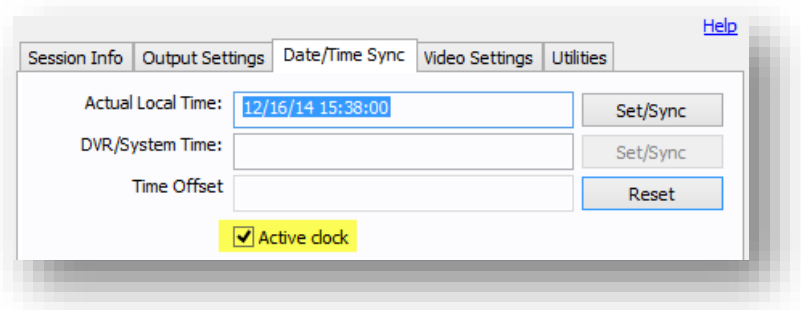 Help
Session Info Output Settings Date/Time Sync Video Settings Utilities
Actual Local Time: 12/16/14 15:38:00 Set/Sync
DVR/System Time: Set/Sync
Time Offset Reset
Active clock